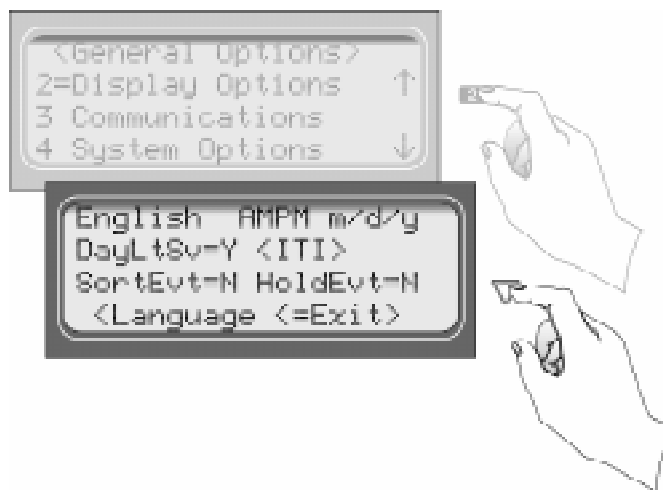 <General Options>
2=Display Options ↑
3 Communications
4 System Options ↓
English AMPM m/d/y
DayLtSv=Y <ITI>
SortEvt=N HoldEvt=N
<Language <=Exit>